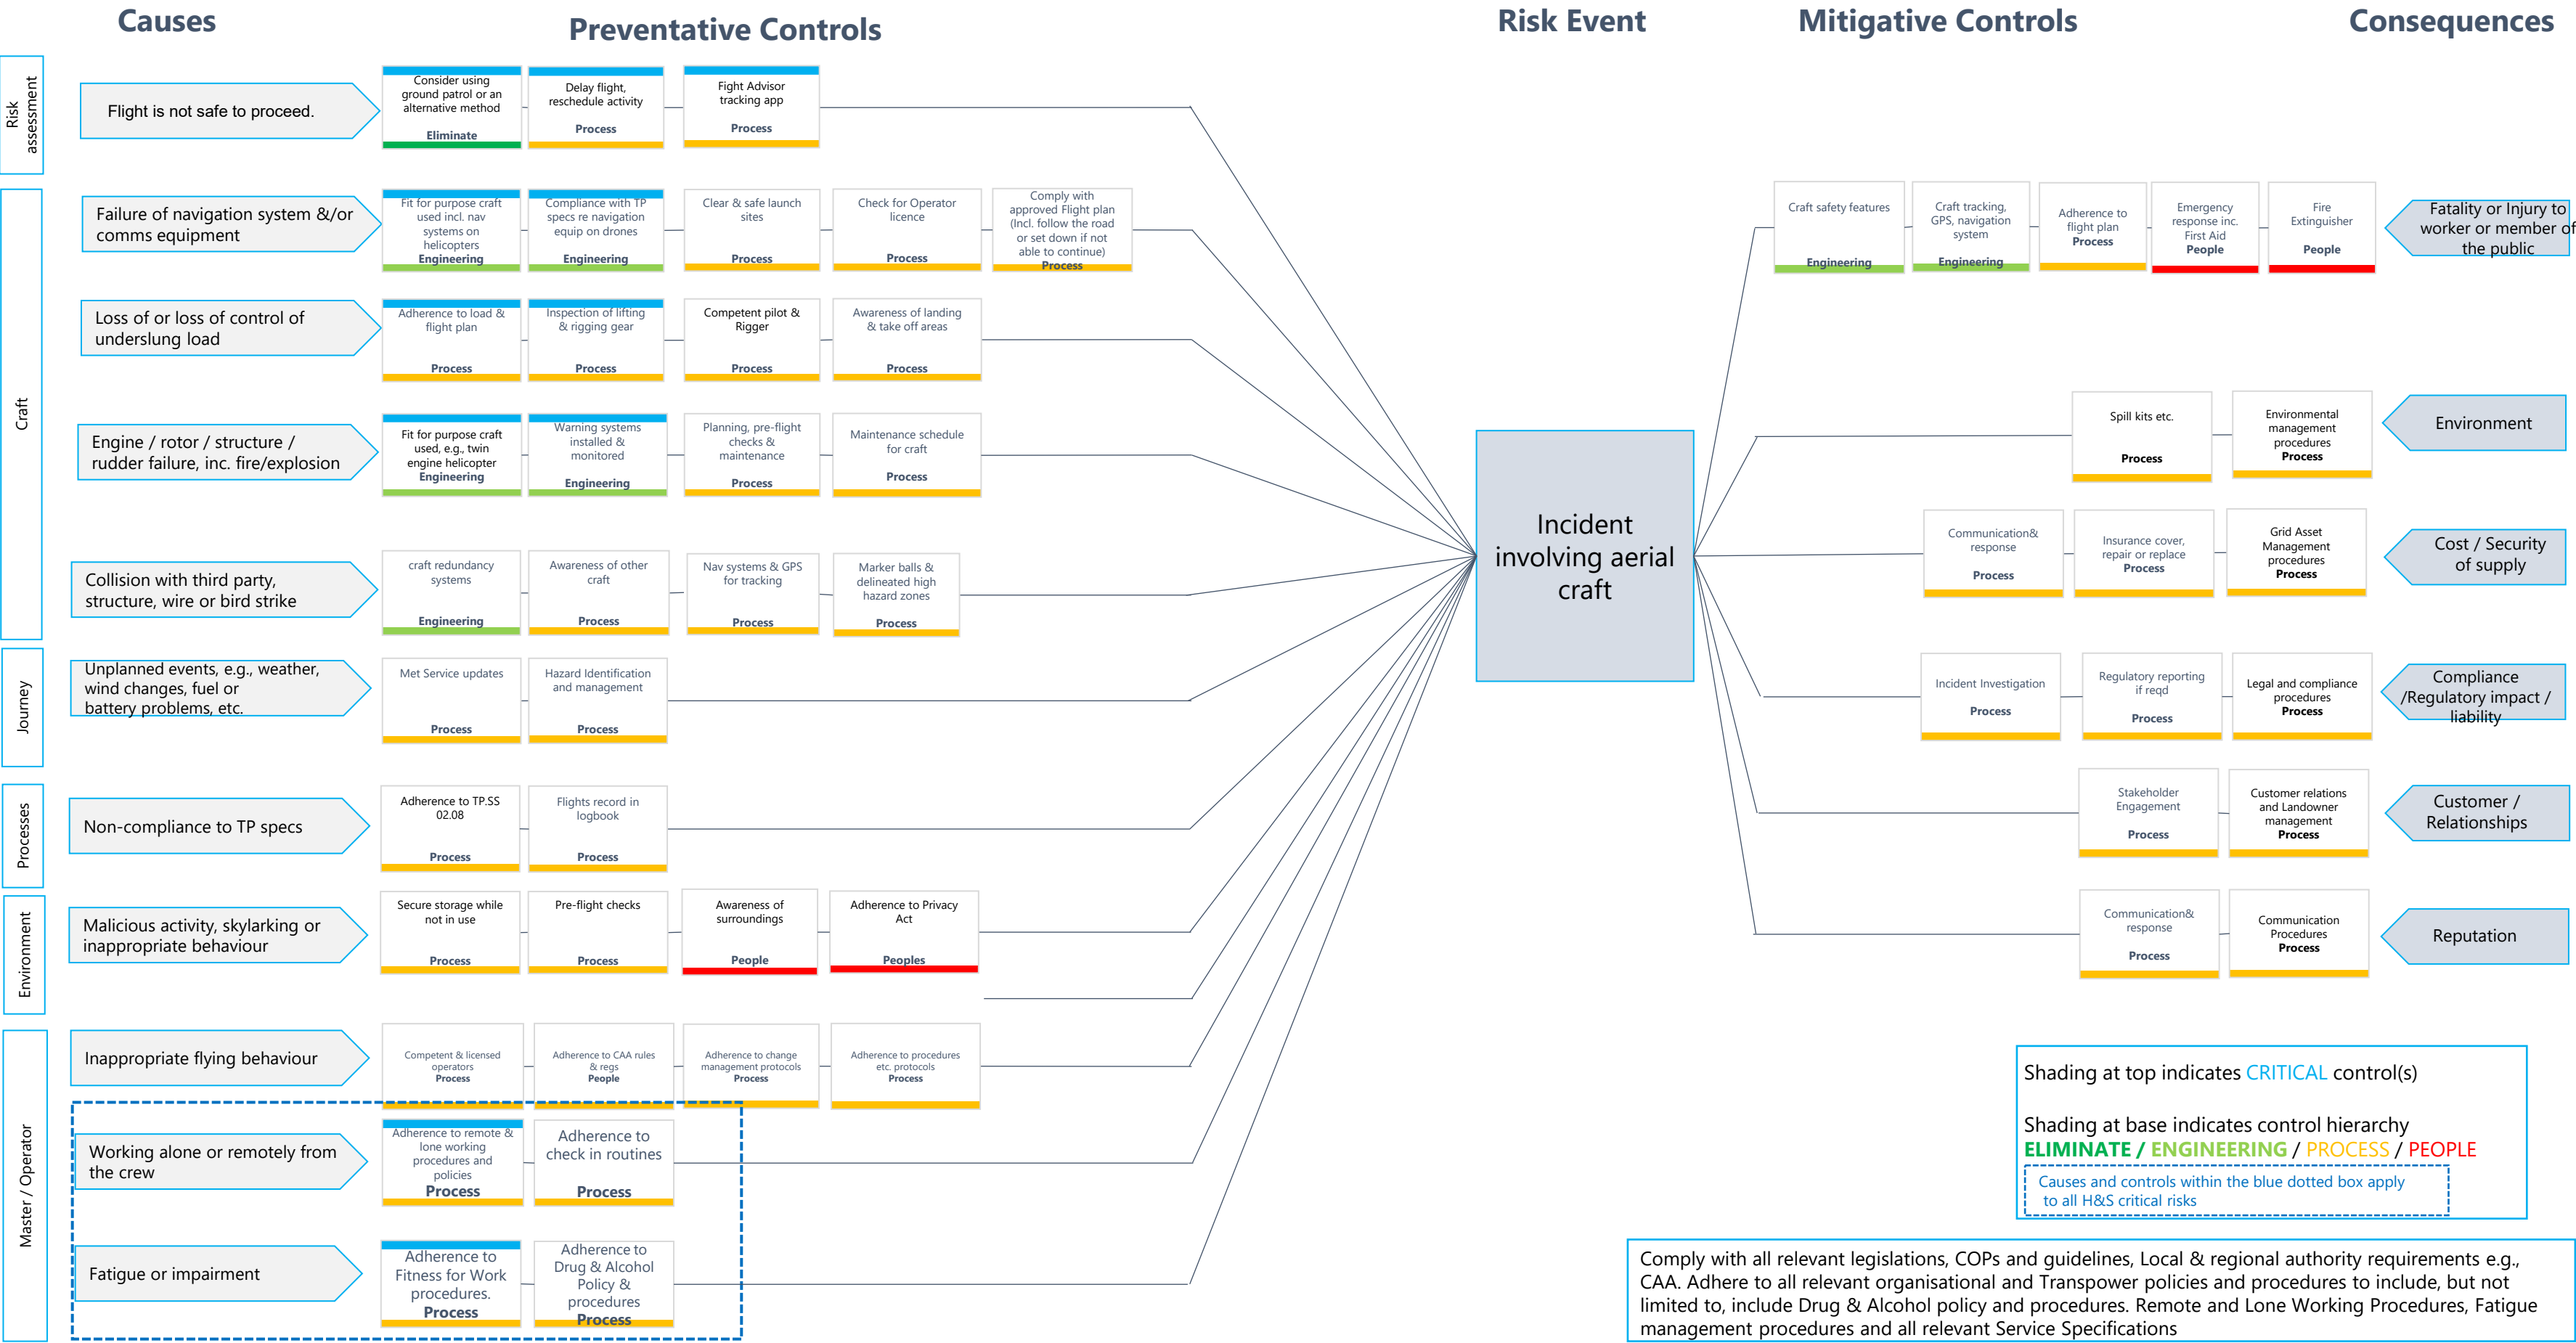 Causes
Preventative Controls
Risk Event
Mitigative Controls
Consequences
Risk
assessment
Flight is not safe to proceed.
Consider using
ground patrol or an
alternative method
Eliminate
Delay flight,
reschedule activity
Process
Fight Advisor
tracking app
Process
Craft
Failure of navigation system &/or
comms equipment
Fit for purpose craft
used incl. nav
systems on
helicopters
Engineering
Compliance with TP
specs re navigation
equip on drones
Engineering
Clear & safe launch
sites
Process
Check for Operator
licence
Process
Comply with
approved Flight plan
(Incl. follow the road
or set down if not
able to continue)
Process
Loss of or loss of control of
underslung load
Adherence to load &
flight plan
Process
Inspection of lifting
& rigging gear
Process
Competent pilot &
Rigger
Process
Awareness of landing
& take off areas
Process
Engine / rotor / structure /
rudder failure, inc. fire/explosion
Fit for purpose craft
used, e.g., twin
engine helicopter
Engineering
Warning systems
installed &
monitored
Engineering
Planning, pre-flight
checks &
maintenance
Process
Maintenance schedule
for craft
Process
Collision with third party,
structure, wire or bird strike
craft redundancy
systems
Engineering
Awareness of other
craft
Process
Nav systems & GPS
for tracking
Process
Marker balls &
delineated high
hazard zones
Process
Journey
Unplanned events, e.g., weather,
wind changes, fuel or
battery problems, etc.
Met Service updates
Process
Hazard Identification
and management
Process
Processes
Non-compliance to TP specs
Adherence to TP.SS
02.08
Process
Flights record in
logbook
Process
Environment
Malicious activity, skylarking or
inappropriate behaviour
Secure storage while
not in use
Process
Pre-flight checks
Process
Awareness of
surroundings
People
Adherence to Privacy
Act
Peoples
Master / Operator
Inappropriate flying behaviour
Competent & licensed
operators
Process
Adherence to CAA rules
& regs
People
Adherence to change
management protocols
Process
Adherence to procedures
etc. protocols
Process
Working alone or remotely from
the crew
Adherence to remote &
lone working
procedures and
policies
Process
Adherence to
check in routines
Process
Fatigue or impairment
Adherence to
Fitness for Work
procedures.
Process
Adherence to
Drug & Alcohol
Policy &
procedures
Process
Incident
involving aerial
craft
Craft safety features
Engineering
Craft tracking,
GPS, navigation
system
Engineering
Adherence to
flight plan
Process
Emergency
response inc.
First Aid
People
Fire
Extinguisher
People
Fatality or Injury to
worker or member of
the public
Spill kits etc.
Process
Environmental
management
procedures
Process
Environment
Communication&
response
Process
Insurance cover,
repair or replace
Process
Grid Asset
Management
procedures
Process
Cost / Security
of supply
Incident Investigation
Process
Regulatory reporting
if reqd
Process
Legal and compliance
procedures
Process
Compliance
/Regulatory impact /
liability
Stakeholder
Engagement
Process
Customer relations
and Landowner
management
Process
Customer /
Relationships
Communication&
response
Process
Communication
Procedures
Process
Reputation
Shading at top indicates CRITICAL control(s)
Shading at base indicates control hierarchy
ELIMINATE / ENGINEERING / PROCESS / PEOPLE
Causes and controls within the blue dotted box apply
to all H&S critical risks
Comply with all relevant legislations, COPs and guidelines, Local & regional authority requirements e.g.,
CAA. Adhere to all relevant organisational and Transpower policies and procedures to include, but not
limited to, include Drug & Alcohol policy and procedures. Remote and Lone Working Procedures, Fatigue
management procedures and all relevant Service Specifications